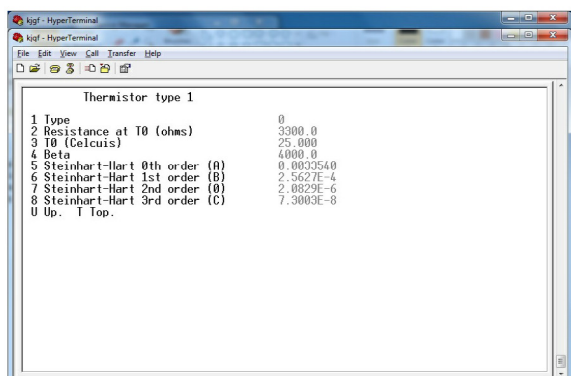 kjgf - HyperTerminal
kjgf - HyperTerminal
File Edit View Call Transfer Help
Thermistor type 1
1 Type 0
2 Resistance at T0 (ohms) 3300.0
3 T0 (Celcuis) 25.000
4 Beta 4000.0
5 Steinhart-Hart 0th order (A) 0.0033540
6 Steinhart-Hart 1st order (B) 2.5627E-4
7 Steinhart-Hart 2nd order (0) 2.0829E-6
8 Steinhart-Hart 3rd order (C) 7.3003E-8
U Up. T Top.